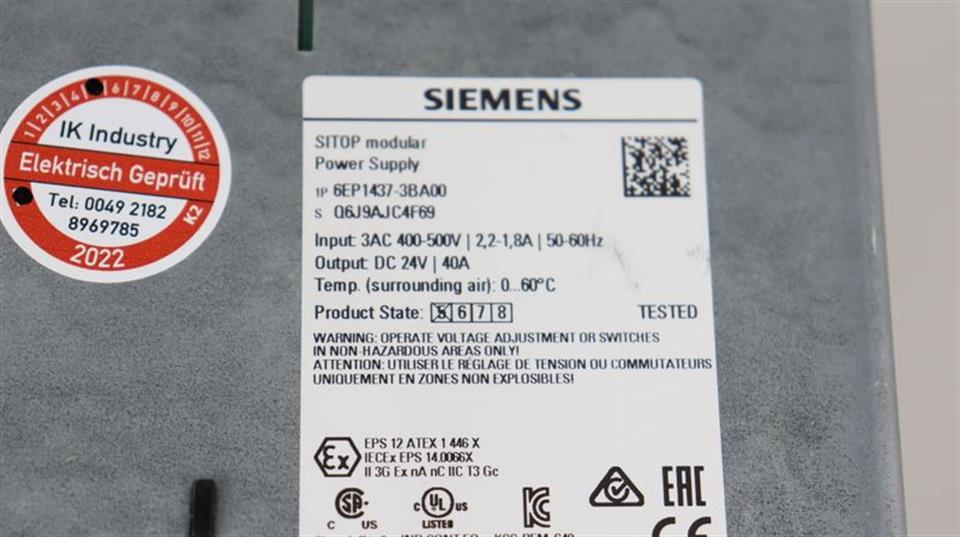 1|2|3|4 6|7|8|9|10|11|12
IK Industry
Elektrisch Geprüft
Tel: 0049 2182
8969785
K2
2022
SIEMENS
SITOP modular
Power Supply
1P 6EP1437-3BA00
S Q6J9AJC4F69
Input: 3AC 400-500V | 2,2-1,8A | 50-60Hz
Output: DC 24V | 40A
Temp. (surrounding air): 0...60°C
Product State: 5 6 7 8 TESTED
WARNING: OPERATE VOLTAGE ADJUSTMENT OR SWITCHES
IN NON-HAZARDOUS AREAS ONLY!
ATTENTION: UTILISER LE RÉGLAGE DE TENSION OU COMMUTATEURS
UNIQUEMENT EN ZONES NON EXPLOSIBLES!
Ex
EPS 12 ATEX 1 446 X
IECEx EPS 14.0066X
II 3G Ex nA nC IIC T3 Gc
SA C US
C UL US LISTED
KC
EAC
CE